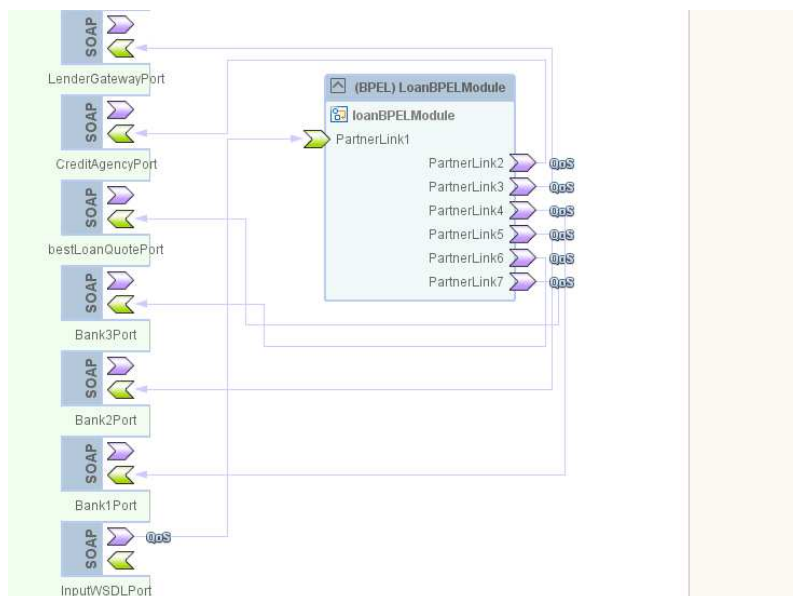 SOAP
LenderGatewayPort
SOAP
CreditAgencyPort
SOAP
bestLoanQuotePort
SOAP
Bank3Port
SOAP
Bank2Port
SOAP
Bank1Port
SOAP
QoS
InputWSDLPort
(BPEL) LoanBPELModule
loanBPELModule
PartnerLink1
PartnerLink2 QoS
PartnerLink3 QoS
PartnerLink4 QoS
PartnerLink5 QoS
PartnerLink6 QoS
PartnerLink7 QoS